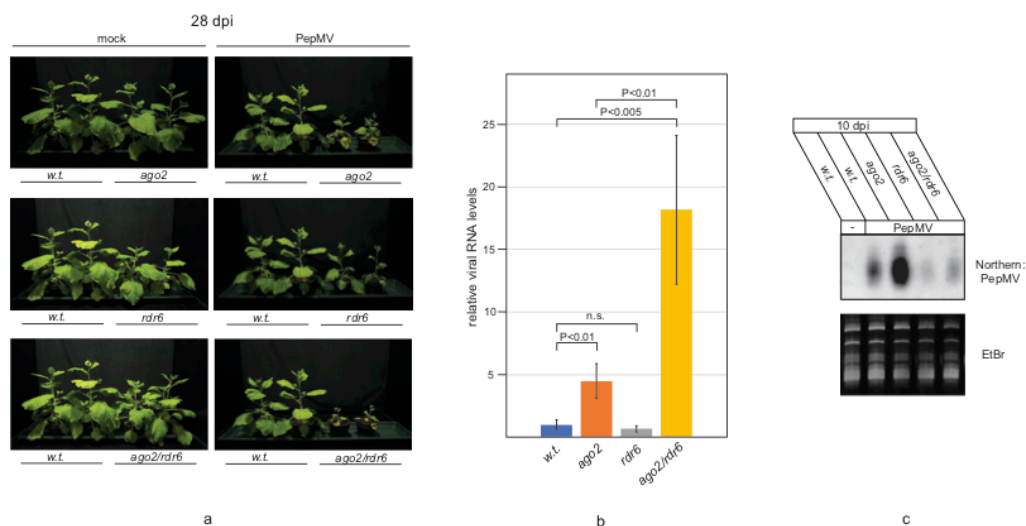 28 dpi
mock
PepMV
w.t.
ago2
w.t.
ago2
w.t.
rdr6
w.t.
rdr6
w.t.
ago2/rdr6
w.t.
ago2/rdr6
a
relative viral RNA levels
25
20
15
10
5
P<0.01
P<0.005
n.s.
P<0.01
w.t.
ago2
rdr6
ago2/rdr6
b
10 dpi
w.t.
w.t.
ago2
rdr6
ago2/rdr6
-
PepMV
Northern:
PepMV
EtBr
c